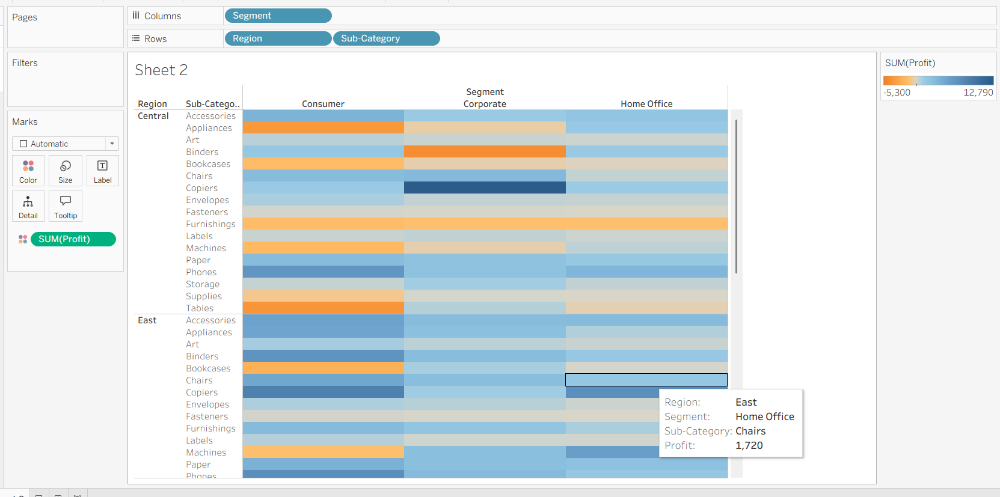 Pages
Columns Segment
Rows Region Sub-Category
Filters
Marks
Automatic
Color Size Label
Detail Tooltip
SUM(Profit)
Sheet 2
Segment
Region Sub-Catego.. Consumer Corporate Home Office
Central Accessories
Appliances
Art
Binders
Bookcases
Chairs
Copiers
Envelopes
Fasteners
Furnishings
Labels
Machines
Paper
Phones
Storage
Supplies
Tables
East Accessories
Appliances
Art
Binders
Bookcases
Chairs
Copiers
Envelopes
Fasteners
Furnishings
Labels
Machines
Paper
Phones
Region: East
Segment: Home Office
Sub-Category: Chairs
Profit: 1,720
SUM(Profit)
-5,300 12,790